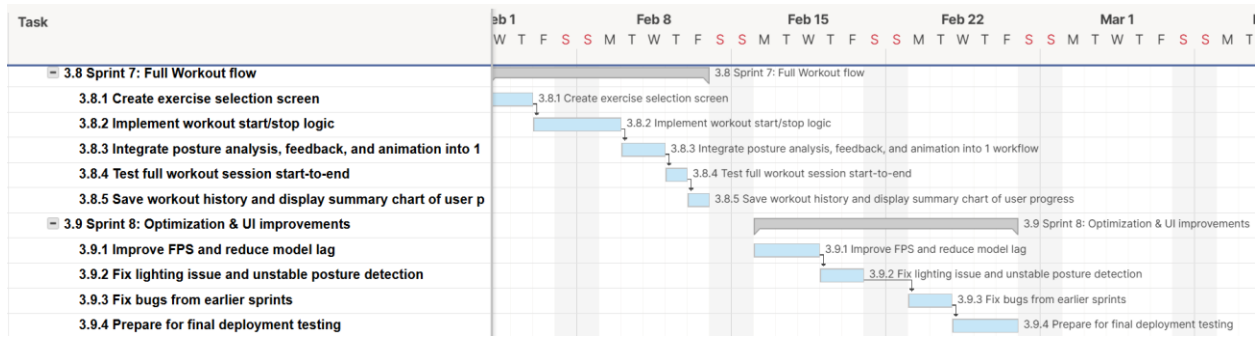 Task
eb 1 Feb 8 Feb 15 Feb 22 Mar 1
W T F S S M T W T F S S M T W T F S S M T W T F S S M T W T F S S M T
3.8 Sprint 7: Full Workout flow 3.8 Sprint 7: Full Workout flow
3.8.1 Create exercise selection screen 3.8.1 Create exercise selection screen
3.8.2 Implement workout start/stop logic 3.8.2 Implement workout start/stop logic
3.8.3 Integrate posture analysis, feedback, and animation into 1 3.8.3 Integrate posture analysis, feedback, and animation into 1 workflow
3.8.4 Test full workout session start-to-end 3.8.4 Test full workout session start-to-end
3.8.5 Save workout history and display summary chart of user p 3.8.5 Save workout history and display summary chart of user progress
3.9 Sprint 8: Optimization & UI improvements 3.9 Sprint 8: Optimization & UI improvements
3.9.1 Improve FPS and reduce model lag 3.9.1 Improve FPS and reduce model lag
3.9.2 Fix lighting issue and unstable posture detection 3.9.2 Fix lighting issue and unstable posture detection
3.9.3 Fix bugs from earlier sprints 3.9.3 Fix bugs from earlier sprints
3.9.4 Prepare for final deployment testing 3.9.4 Prepare for final deployment testing